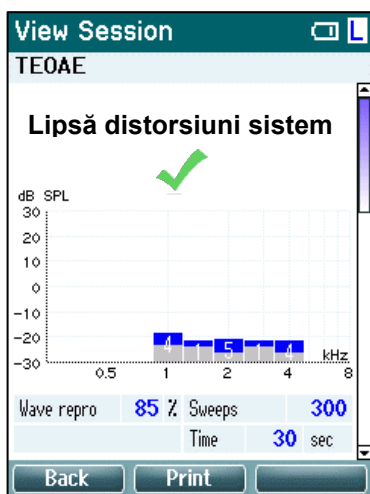 View Session L
TEOAE
Lipsă distorsiuni sistem
dB SPL
30
20
10
0
-10
-20
-30
4 1 5 1 4
kHz
0.5 1 2 4 8
Wave repro 85 % Sweeps 300
Time 30 sec
Back Print